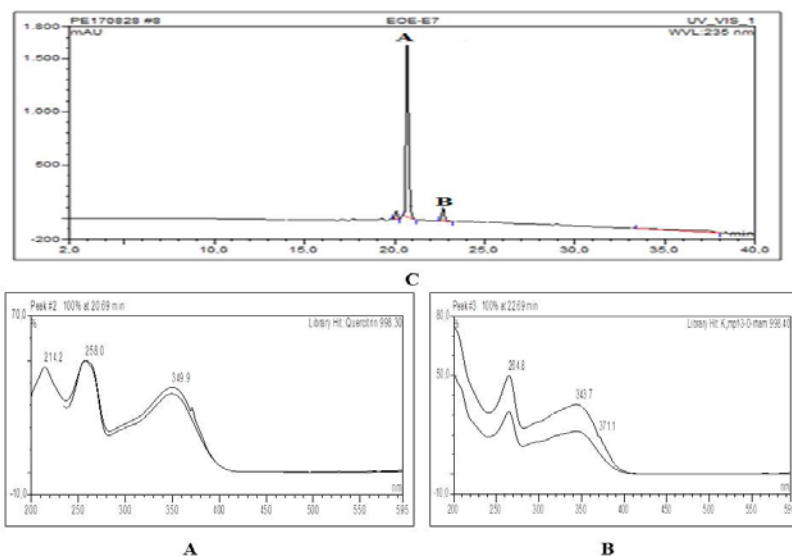 PE170828 #8 EOE-E7 UV_VIS_1
mAU WVL:235 nm
1.800
1.500
1.000
500
-200
A
B
2.0 10.0 15.0 20.0 25.0 30.0 35.0 40.0
min
C
Peak #2 100% at 20.69 min
Library Hit: Quercitrin 998.30
70.0
%
214.2
258.0
349.9
-10.0
nm
200 250 300 350 400 450 500 595
A
Peak #3 100% at 22.69 min
80.0
%
50.0
264.8
343.7
371.1
-10.0
nm
200 250 300 350 400 450 500 595
B